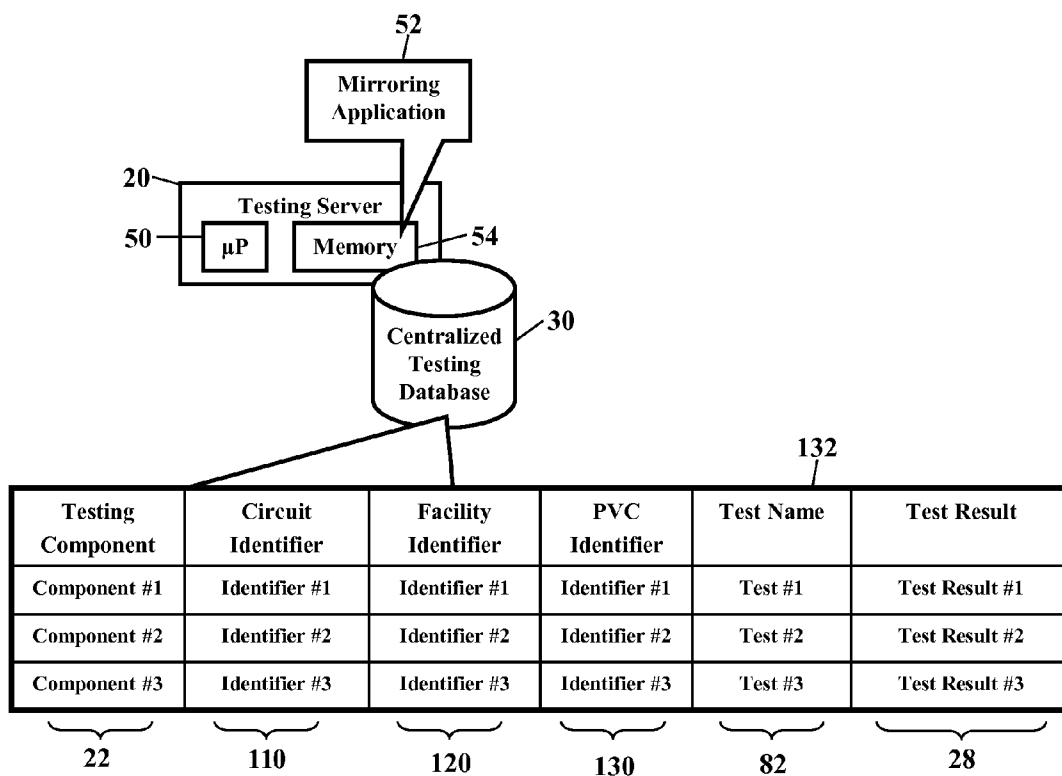 52
Mirroring
Application
20
Testing Server
50
μP
Memory
54
Centralized
Testing
Database
30
132
Testing
Component
Circuit
Identifier
Facility
Identifier
PVC
Identifier
Test Name
Test Result
Component #1
Identifier #1
Identifier #1
Identifier #1
Test #1
Test Result #1
Component #2
Identifier #2
Identifier #2
Identifier #2
Test #2
Test Result #2
Component #3
Identifier #3
Identifier #3
Identifier #3
Test #3
Test Result #3
22
110
120
130
82
28